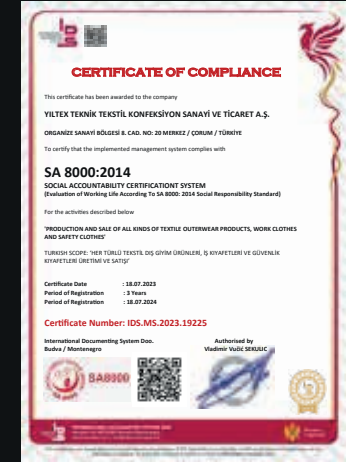 CERTIFICATE OF COMPLIANCE
This certificate has been awarded to the company
YILTEX TEKNİK TEKSTİL KONFEKSİYON SANAYİ VE TİCARET A.Ş.
ORGANİZE SANAYİ BÖLGESİ 8. CAD. NO: 20 MERKEZ / ÇORUM / TÜRKİYE
To certify that the implemented management system complies with
SA 8000:2014
SOCIAL ACCOUNTABILITY CERTIFICATIONT SYSTEM
(Evaluation of Working Life According To SA 8000: 2014 Social Responsibility Standard)
For the activities described below
'PRODUCTION AND SALE OF ALL KINDS OF TEXTILE OUTERWEAR PRODUCTS, WORK CLOTHES
AND SAFETY CLOTHES'
TURKISH SCOPE: 'HER TÜRLÜ TEKSTİL DIŞ GİYİM ÜRÜNLERİ, İŞ KIYAFETLERİ VE GÜVENLİK
KIYAFETLERİ ÜRETİMİ VE SATIŞI'
Certificate Date : 18.07.2023
Period of Registration : 3 Years
Period of Registration : 18.07.2024
Certificate Number: IDS.MS.2023.19225
International Documenting System Doo.
Budva / Montenegro
Authorised by
Vladimir Vučić SEKULIC
SA8000